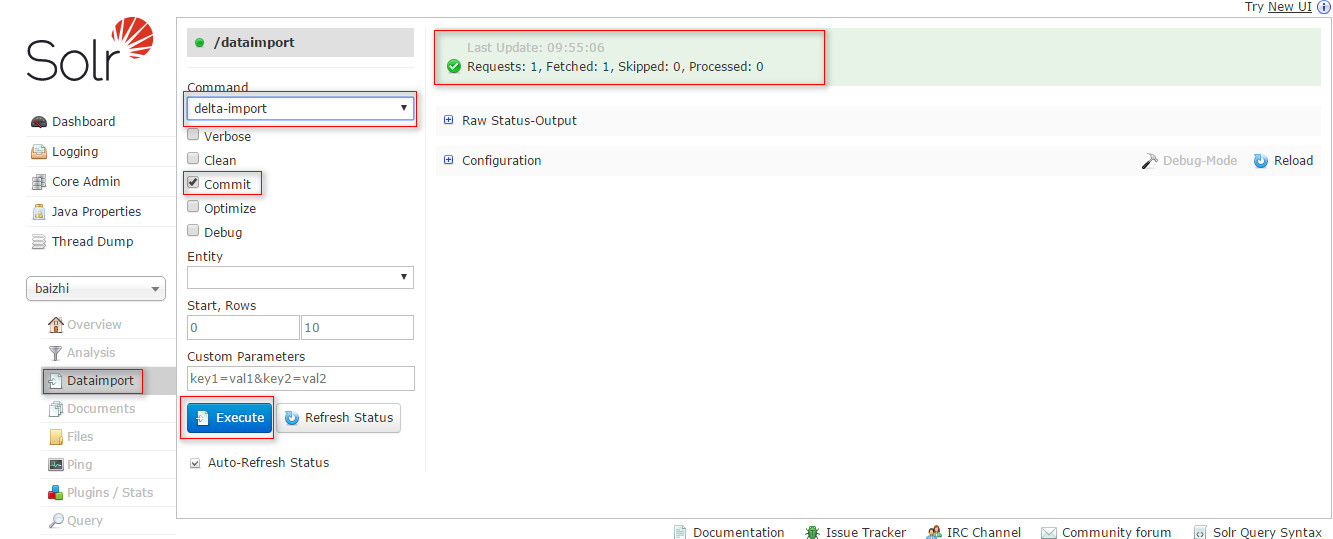 Try New UI
Solr
Dashboard
Logging
Core Admin
Java Properties
Thread Dump
baizhi
Overview
Analysis
Dataimport
Documents
Files
Ping
Plugins / Stats
Query
/dataimport
Command
delta-import
Verbose
Clean
Commit
Optimize
Debug
Entity
Start, Rows
0 10
Custom Parameters
key1=val1&key2=val2
Execute Refresh Status
Auto-Refresh Status
Last Update: 09:55:06
Requests: 1, Fetched: 1, Skipped: 0, Processed: 0
Raw Status-Output
Configuration Debug-Mode Reload
Documentation Issue Tracker IRC Channel Community forum Solr Query Syntax